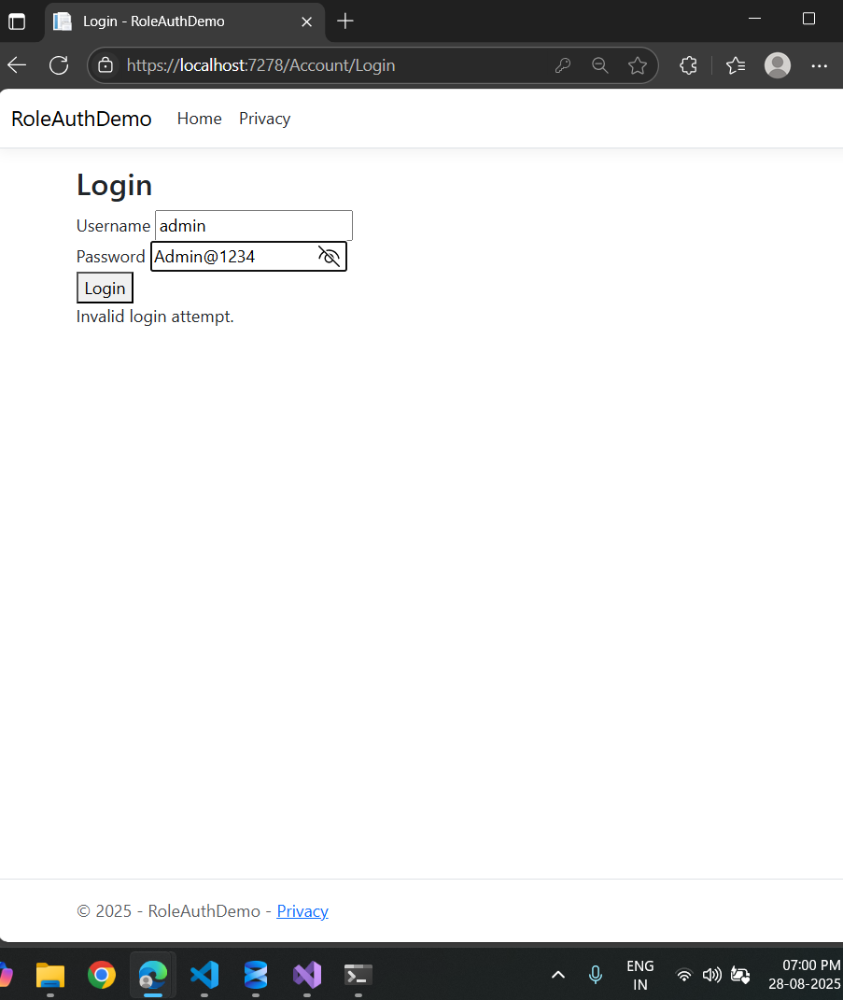 Login - RoleAuthDemo
https://localhost:7278/Account/Login
RoleAuthDemo Home Privacy
Login
Username admin
Password Admin@1234
Login
Invalid login attempt.
© 2025 - RoleAuthDemo - Privacy
ENG 07:00 PM
IN 28-08-2025